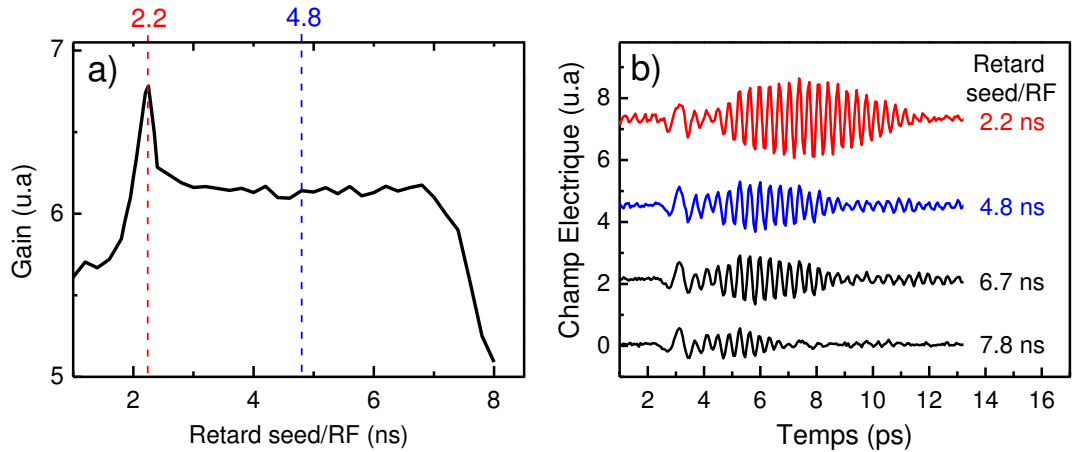 2.2
4.8
a)
7
6
5
Gain (u.a)
2
4
6
8
Retard seed/RF (ns)
b)
Retard
seed/RF
2.2 ns
4.8 ns
6.7 ns
7.8 ns
8
6
4
2
0
Champ Electrique (u.a)
2
4
6
8
10
12
14
16
Temps (ps)